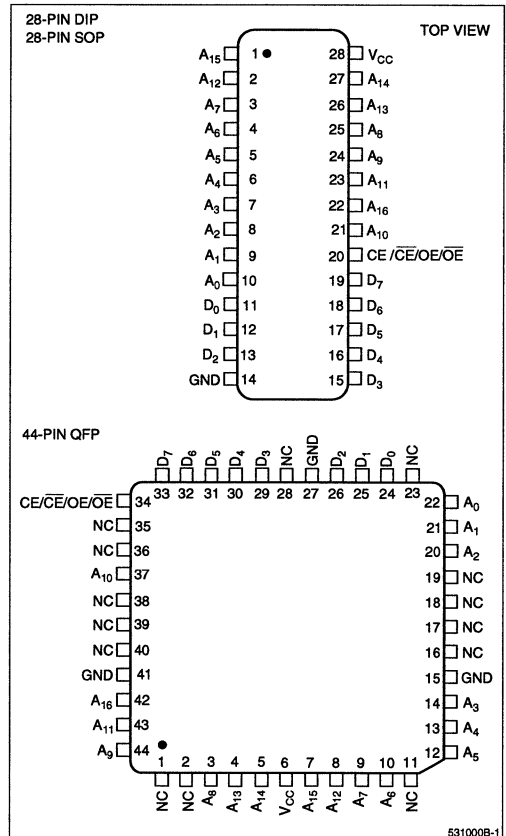 28-PIN DIP
28-PIN SOP
TOP VIEW
A15 1 28 VCC
A12 2 27 A14
A7 3 26 A13
A6 4 25 A8
A5 5 24 A9
A4 6 23 A11
A3 7 22 A16
A2 8 21 A10
A1 9 20 CE/C̅E̅/OE/O̅E̅
A0 10 19 D7
D0 11 18 D6
D1 12 17 D5
D2 13 16 D4
GND 14 15 D3
44-PIN QFP
D7 D6 D5 D4 D3 NC GND D2 D1 D0 NC
33 32 31 30 29 28 27 26 25 24 23
CE/C̅E̅/OE/O̅E̅ 34 22 A0
NC 35 21 A1
NC 36 20 A2
A10 37 19 NC
NC 38 18 NC
NC 39 17 NC
NC 40 16 NC
GND 41 15 GND
A16 42 14 A3
A11 43 13 A4
A9 44 12 A5
1 2 3 4 5 6 7 8 9 10 11
NC NC A8 A13 A14 VCC A15 A12 A7 A6 NC
531000B-1